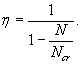 η = 1 / (1 − N / N_cr).